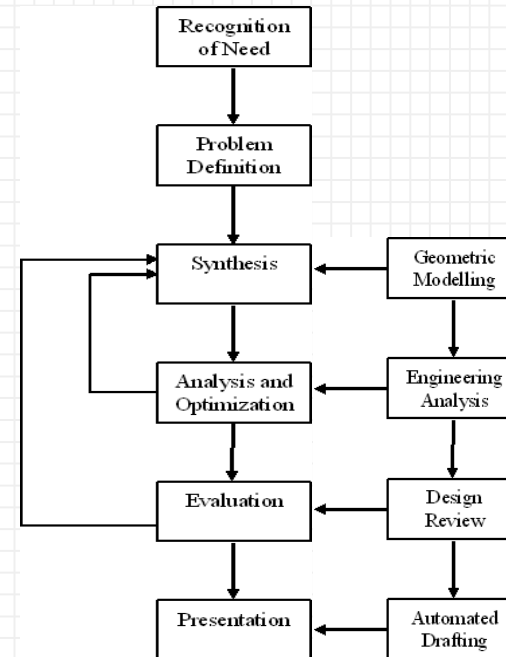 Recognition
of Need
Problem
Definition
Synthesis
Geometric
Modelling
Analysis and
Optimization
Engineering
Analysis
Evaluation
Design
Review
Presentation
Automated
Drafting